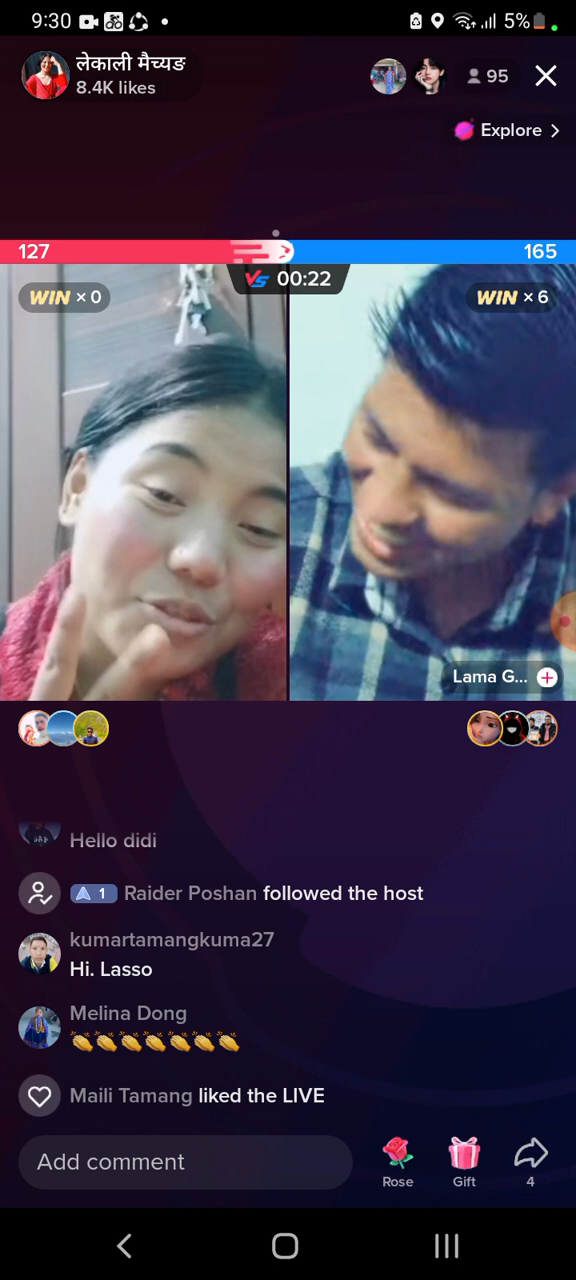 9:30
5%
लेकाली मैच्यङ
8.4K likes
95
Explore
127
165
VS 00:22
WIN × 0
WIN × 6
Lama G...
Hello didi
1 Raider Poshan followed the host
kumartamangkuma27
Hi. Lasso
Melina Dong
Maili Tamang liked the LIVE
Add comment
Rose
Gift
4